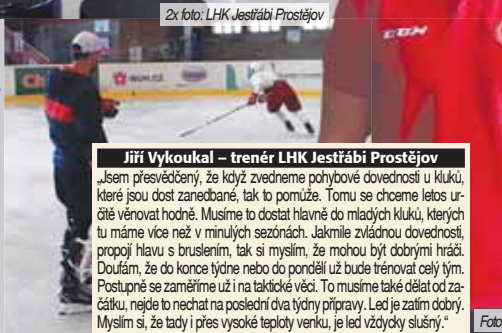 2x foto: LHK Jestřábi Prostějov
CCM
Jiří Vykoukal – trenér LHK Jestřábi Prostějov
„Jsem přesvědčený, že když zvedneme pohybové dovednosti u kluků,
které jsou dost zanedbané, tak to pomůže. Tomu se chceme letos ur-
čitě věnovat hodně. Musíme to dostat hlavně do mladých kluků, kterých
tu máme více než v minulých sezónách. Jakmile zvládnou dovednosti,
propojí hlavu s bruslením, tak si myslím, že mohou být dobrými hráči.
Doufám, že do konce týdne nebo do pondělí už bude trénovat celý tým.
Postupně se zaměříme už i na taktické věci. To musíme také dělat od za-
čátku, nejde to nechat na poslední dva týdny přípravy. Led je zatím dobrý.
Myslím si, že tady i přes vysoké teploty venku, je led vždycky slušný.“
Foto